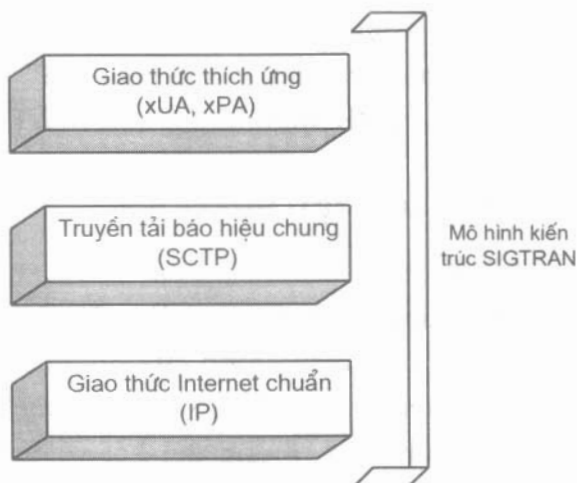 Giao thức thích ứng
(xUA, xPA)
Truyền tải báo hiệu chung
(SCTP)
Mô hình kiến
trúc SIGTRAN
Giao thức Internet chuẩn
(IP)